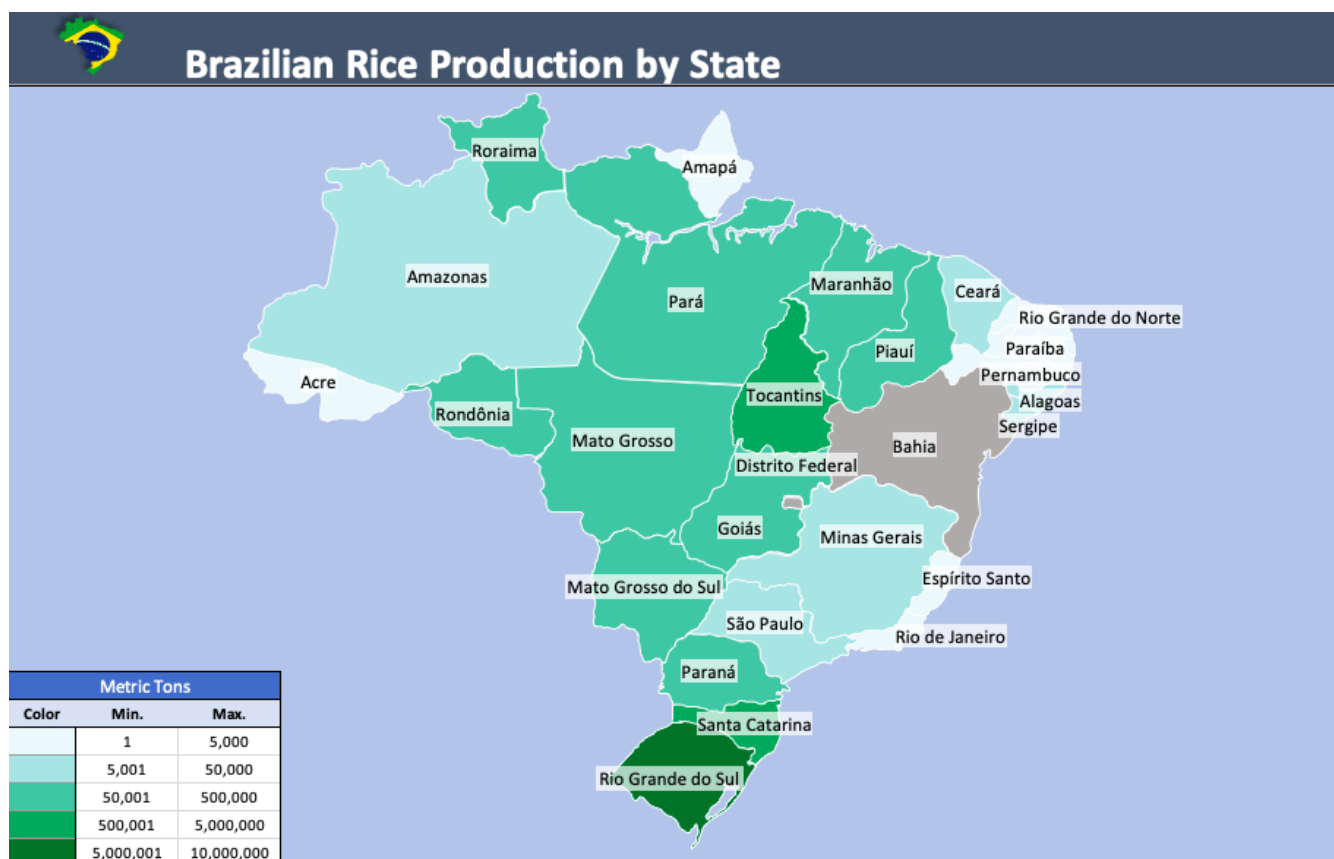 Brazilian Rice Production by State
Roraima
Amapá
Amazonas
Pará
Maranhão
Ceará
Rio Grande do Norte
Paraíba
Piauí
Pernambuco
Acre
Tocantins
Alagoas
Rondônia
Sergipe
Mato Grosso
Bahia
Distrito Federal
Goiás
Minas Gerais
Espírito Santo
Mato Grosso do Sul
São Paulo
Rio de Janeiro
Paraná
Santa Catarina
Rio Grande do Sul
Metric Tons
Color Min. Max.
1 5,000
5,001 50,000
50,001 500,000
500,001 5,000,000
5,000,001 10,000,000